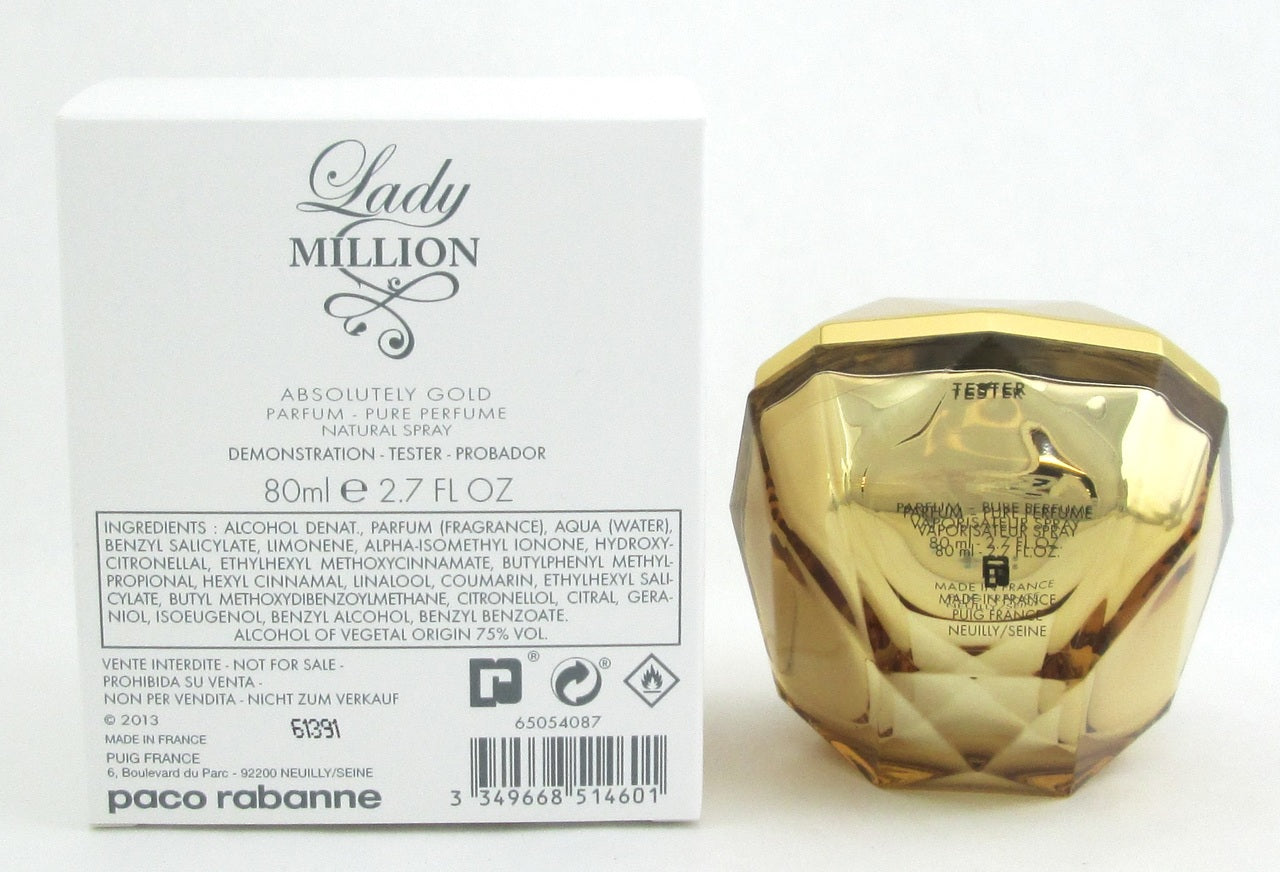 Lady
MILLION
ABSOLUTELY GOLD
PARFUM - PURE PERFUME
NATURAL SPRAY
DEMONSTRATION - TESTER - PROBADOR
80ml ℮ 2.7 FL OZ
INGREDIENTS : ALCOHOL DENAT., PARFUM (FRAGRANCE), AQUA (WATER),
BENZYL SALICYLATE, LIMONENE, ALPHA-ISOMETHYL IONONE, HYDROXY-
CITRONELLAL, ETHYLHEXYL METHOXYCINNAMATE, BUTYLPHENYL METHYL-
PROPIONAL, HEXYL CINNAMAL, LINALOOL, COUMARIN, ETHYLHEXYL SALI-
CYLATE, BUTYL METHOXYDIBENZOYLMETHANE, CITRONELLOL, CITRAL, GERA-
NIOL, ISOEUGENOL, BENZYL ALCOHOL, BENZYL BENZOATE.
ALCOHOL OF VEGETAL ORIGIN 75% VOL.
VENTE INTERDITE - NOT FOR SALE -
PROHIBIDA SU VENTA -
NON PER VENDITA - NICHT ZUM VERKAUF
© 2013
61391
MADE IN FRANCE
PUIG FRANCE
6, Boulevard du Parc - 92200 NEUILLY/SEINE
paco rabanne
r ® ®
65054087
3 349668 514601
TESTER
PARFUM - PURE PERFUME
VAPORISATEUR SPRAY
80 ml - 2.7 FL.OZ.
MADE IN FRANCE
PUIG FRANCE
NEUILLY/SEINE